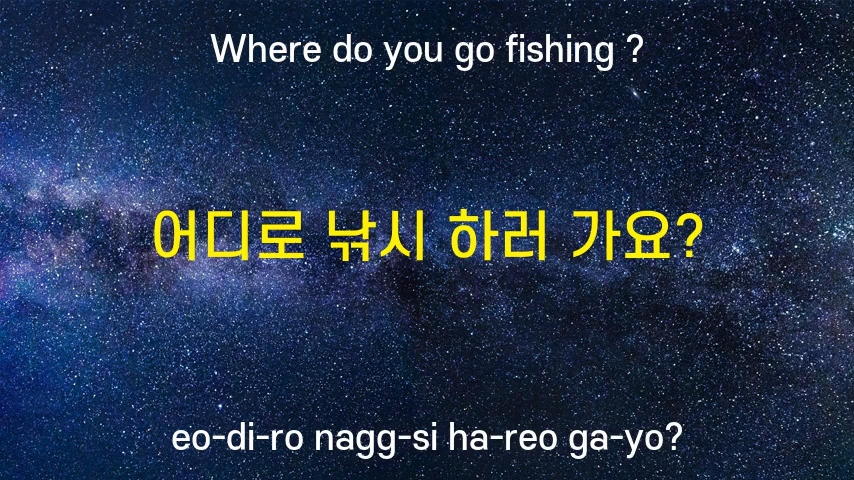 Where do you go fishing ?
어디로 낚시 하러 가요?
eo-di-ro nagg-si ha-reo ga-yo?